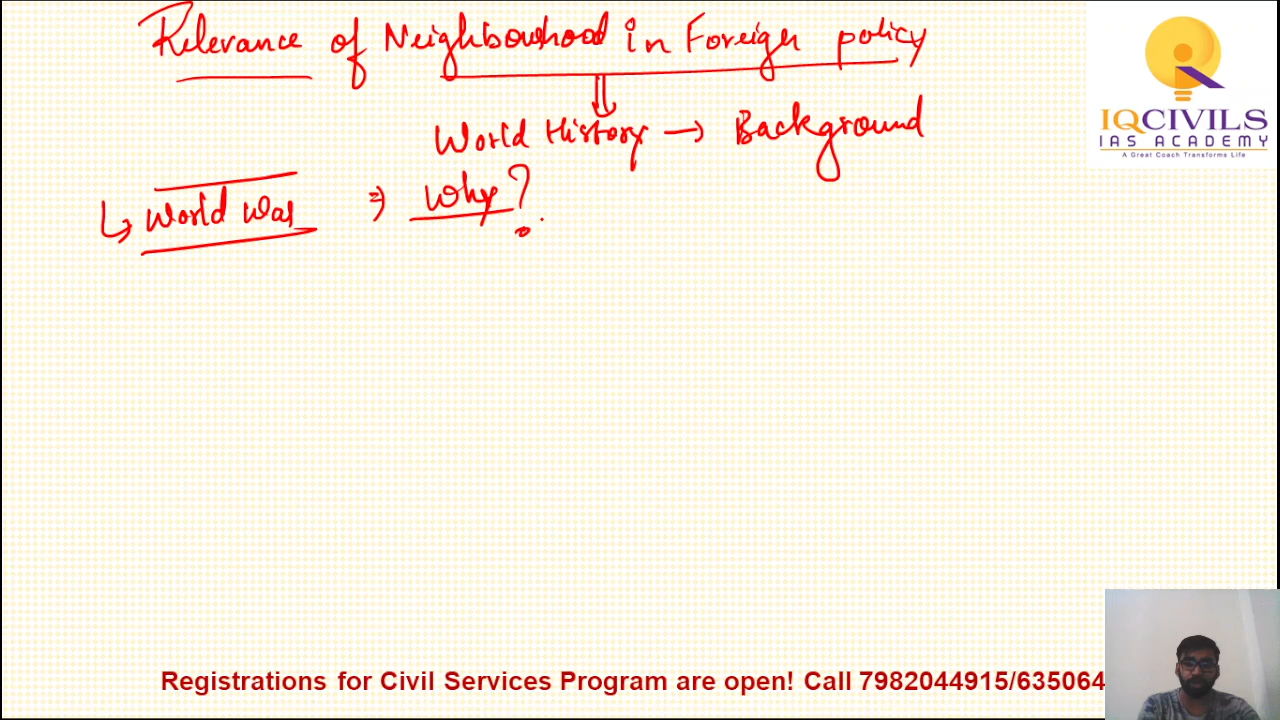 Relevance of Neighbourhood in Foreign policy
World History → Background
↳ World War ⇒ Why?
IQCIVILS
IAS ACADEMY
A Great Coach Transforms Life
Registrations for Civil Services Program are open! Call 7982044915/635064